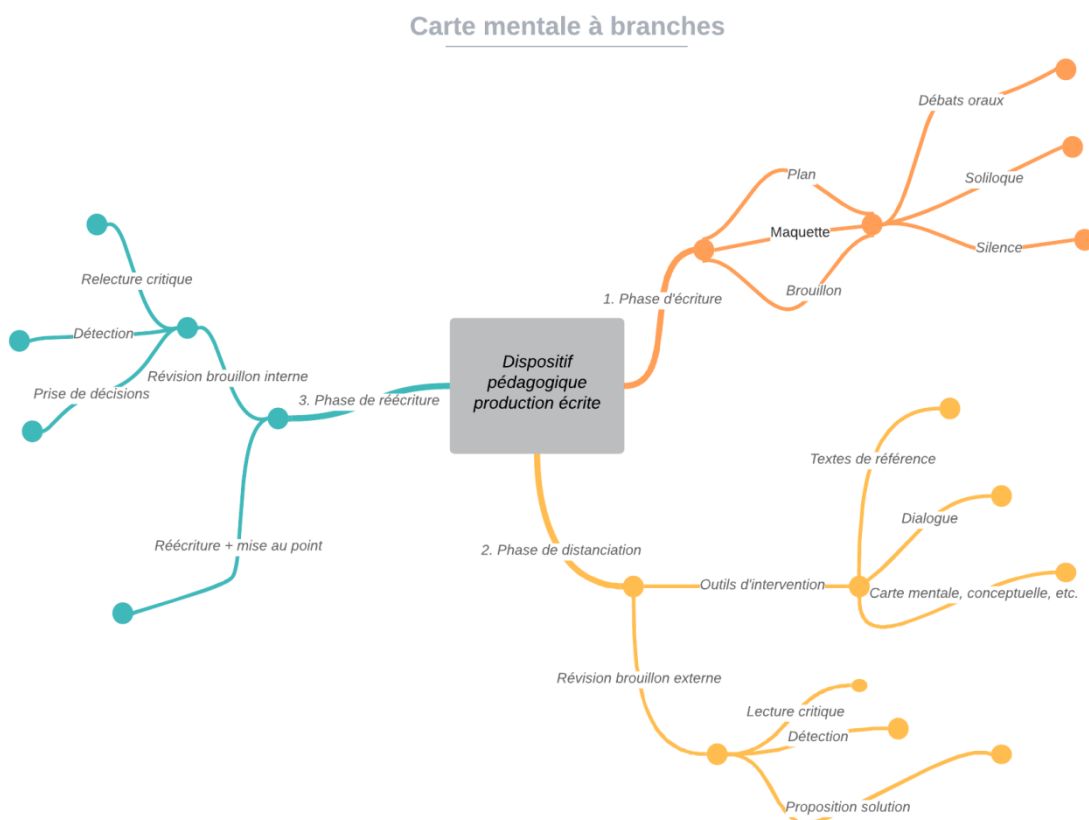 Carte mentale à branches
Dispositif
pédagogique
production écrite
1. Phase d'écriture
Plan
Maquette
Brouillon
Débats oraux
Soliloque
Silence
2. Phase de distanciation
Outils d'intervention
Textes de référence
Dialogue
Carte mentale, conceptuelle, etc.
Révision brouillon externe
Lecture critique
Détection
Proposition solution
3. Phase de réécriture
Révision brouillon interne
Relecture critique
Détection
Prise de décisions
Réécriture + mise au point